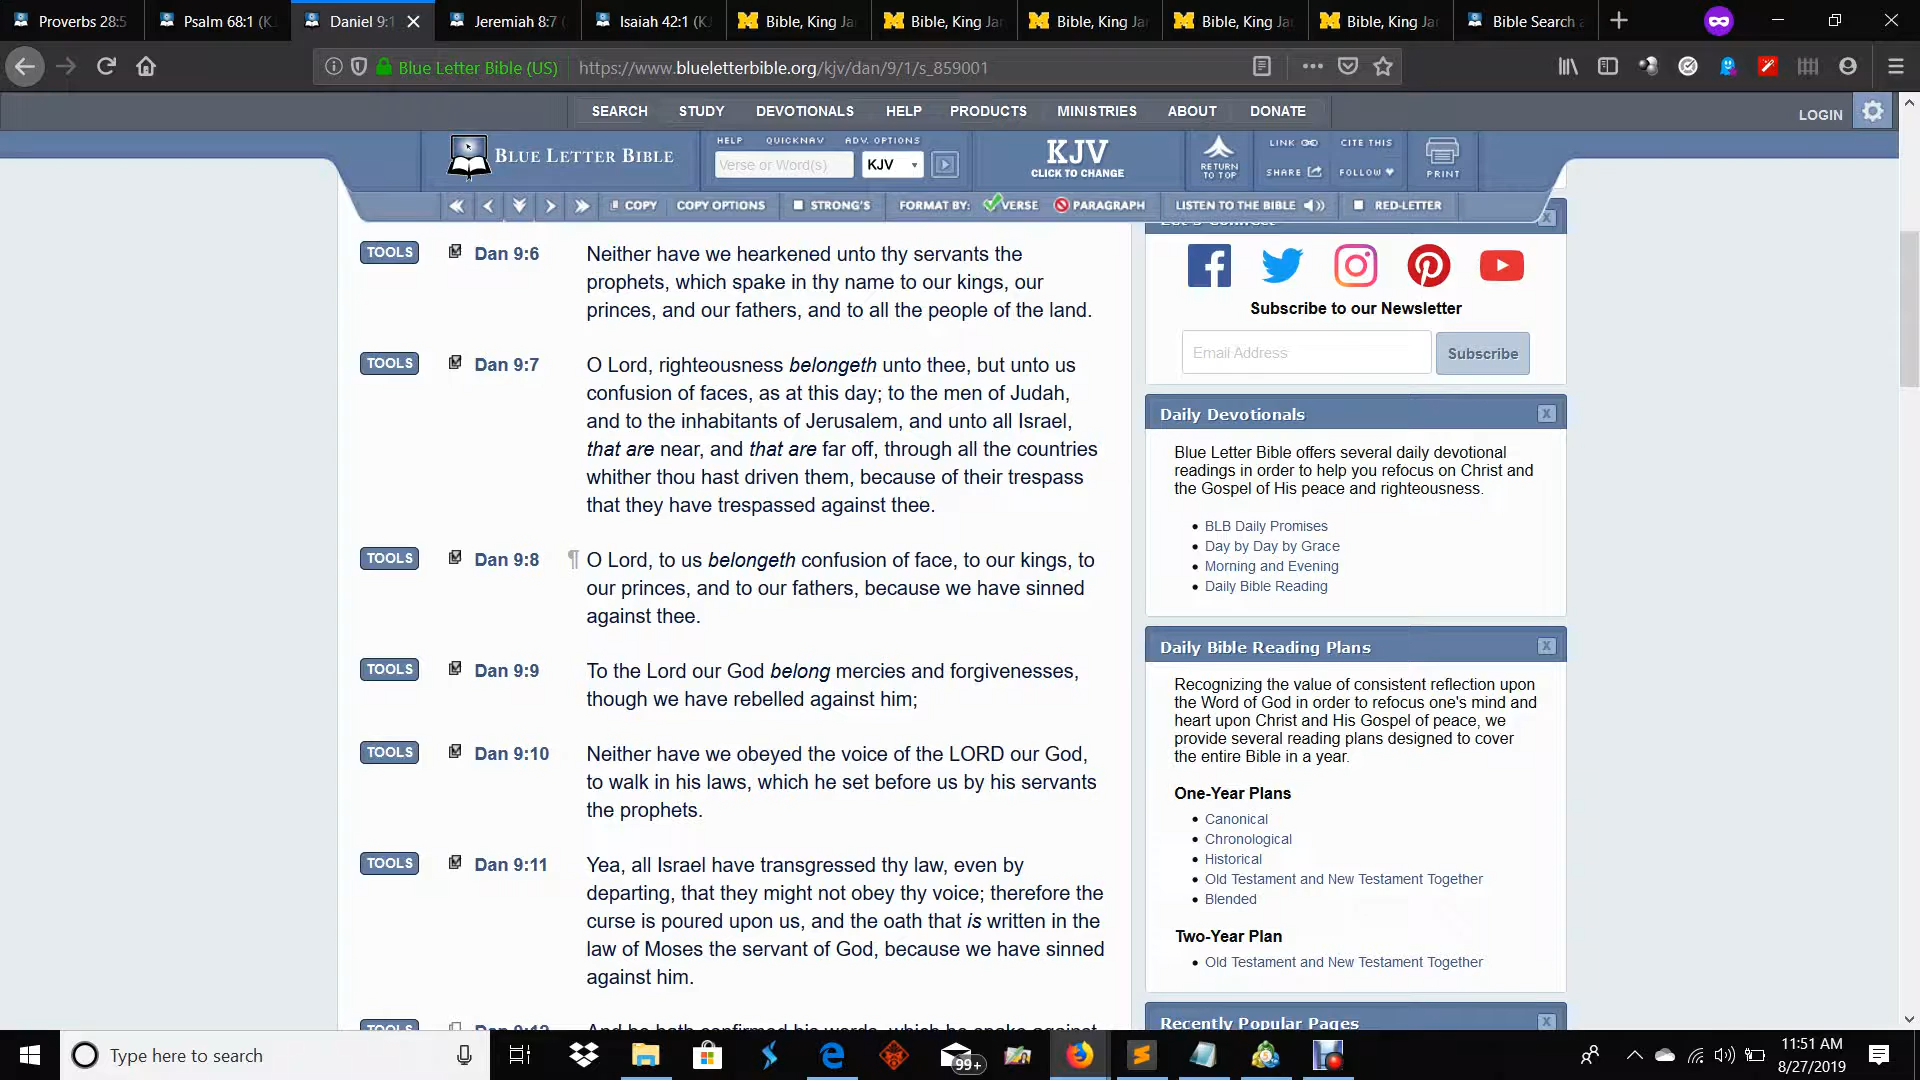 Proverbs 28:5
Psalm 68:1 (K
Daniel 9:1
Jeremiah 8:7 (
Isaiah 42:1 (K
Bible, King Jar
Bible, King Jar
Bible, King Jar
Bible, King Jar
Bible, King Jar
Bible Search a
Blue Letter Bible (US)
https://www.blueletterbible.org/kjv/dan/9/1/s_859001
SEARCH STUDY DEVOTIONALS HELP PRODUCTS MINISTRIES ABOUT DONATE
LOGIN
BLUE LETTER BIBLE
HELP QUICKNAV ADV. OPTIONS
Verse or Word(s)
KJV
KJV
CLICK TO CHANGE
RETURN
TO TOP
LINK
CITE THIS
SHARE
FOLLOW
PRINT
COPY COPY OPTIONS STRONG'S FORMAT BY: VERSE PARAGRAPH LISTEN TO THE BIBLE RED-LETTER
TOOLS Dan 9:6 Neither have we hearkened unto thy servants the
prophets, which spake in thy name to our kings, our
princes, and our fathers, and to all the people of the land.
TOOLS Dan 9:7 O Lord, righteousness belongeth unto thee, but unto us
confusion of faces, as at this day; to the men of Judah,
and to the inhabitants of Jerusalem, and unto all Israel,
that are near, and that are far off, through all the countries
whither thou hast driven them, because of their trespass
that they have trespassed against thee.
TOOLS Dan 9:8 ¶ O Lord, to us belongeth confusion of face, to our kings, to
our princes, and to our fathers, because we have sinned
against thee.
TOOLS Dan 9:9 To the Lord our God belong mercies and forgivenesses,
though we have rebelled against him;
TOOLS Dan 9:10 Neither have we obeyed the voice of the LORD our God,
to walk in his laws, which he set before us by his servants
the prophets.
TOOLS Dan 9:11 Yea, all Israel have transgressed thy law, even by
departing, that they might not obey thy voice; therefore the
curse is poured upon us, and the oath that is written in the
law of Moses the servant of God, because we have sinned
against him.
TOOLS Dan 9:12 And he hath confirmed his words, which he spake against
Let's Connect
X
Subscribe to our Newsletter
Email Address
Subscribe
Daily Devotionals
X
Blue Letter Bible offers several daily devotional
readings in order to help you refocus on Christ and
the Gospel of His peace and righteousness.
• BLB Daily Promises
• Day by Day by Grace
• Morning and Evening
• Daily Bible Reading
Daily Bible Reading Plans
X
Recognizing the value of consistent reflection upon
the Word of God in order to refocus one's mind and
heart upon Christ and His Gospel of peace, we
provide several reading plans designed to cover
the entire Bible in a year.
One-Year Plans
• Canonical
• Chronological
• Historical
• Old Testament and New Testament Together
• Blended
Two-Year Plan
• Old Testament and New Testament Together
Recently Popular Pages
X
Type here to search
99+
11:51 AM
8/27/2019